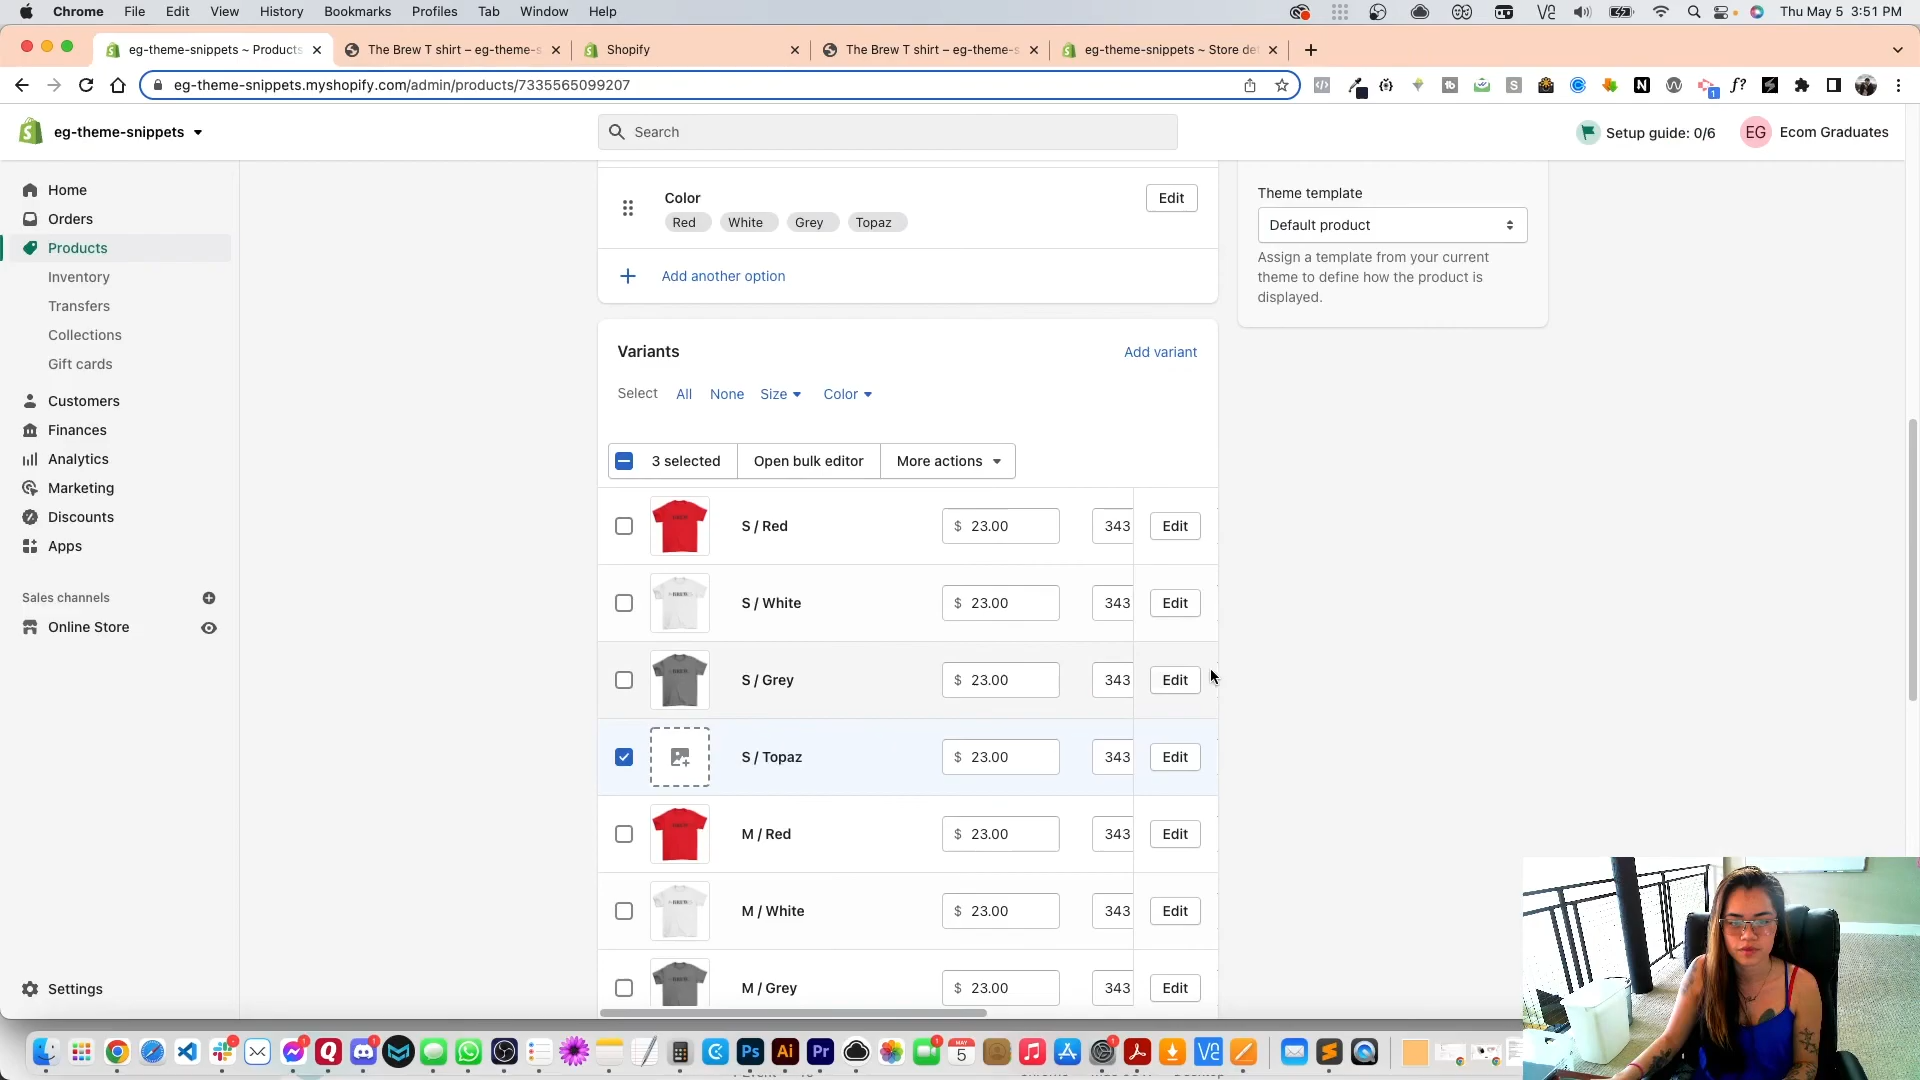 Chrome File Edit View History Bookmarks Profiles Tab Window Help Thu May 5 3:51 PM
eg-theme-snippets ~ Products The Brew T shirt – eg-theme-s Shopify The Brew T shirt – eg-theme-s eg-theme-snippets ~ Store de
eg-theme-snippets.myshopify.com/admin/products/7335565099207
eg-theme-snippets
Search
Setup guide: 0/6
EG Ecom Graduates
Home
Orders
Products
Inventory
Transfers
Collections
Gift cards
Customers
Finances
Analytics
Marketing
Discounts
Apps
Sales channels
Online Store
Settings
Color
Edit
Red White Grey Topaz
Add another option
Theme template
Default product
Assign a template from your current
theme to define how the product is
displayed.
Variants
Add variant
Select All None Size Color
3 selected Open bulk editor More actions
S / Red $ 23.00 343 Edit
S / White $ 23.00 343 Edit
S / Grey $ 23.00 343 Edit
S / Topaz $ 23.00 343 Edit
M / Red $ 23.00 343 Edit
M / White $ 23.00 343 Edit
M / Grey $ 23.00 343 Edit